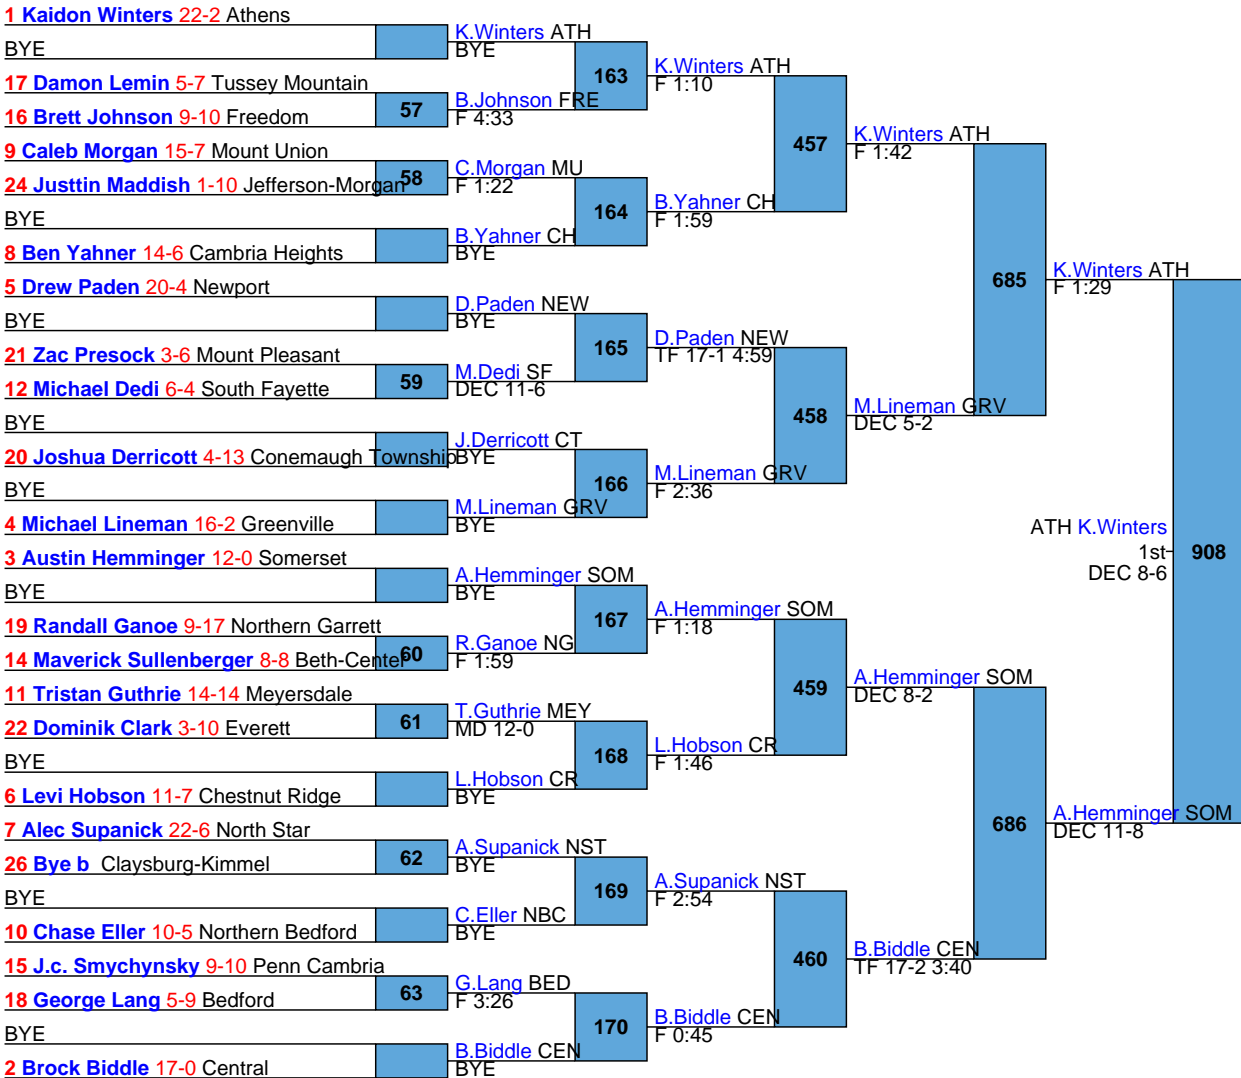 1 Kaidon Winters 22-2 Athens
BYE
17 Damon Lemin 5-7 Tussey Mountain
16 Brett Johnson 9-10 Freedom
9 Caleb Morgan 15-7 Mount Union
24 Justtin Maddish 1-10 Jefferson-Morgan
BYE
8 Ben Yahner 14-6 Cambria Heights
5 Drew Paden 20-4 Newport
BYE
21 Zac Presock 3-6 Mount Pleasant
12 Michael Dedi 6-4 South Fayette
BYE
20 Joshua Derricott 4-13 Conemaugh Township
BYE
4 Michael Lineman 16-2 Greenville
3 Austin Hemminger 12-0 Somerset
BYE
19 Randall Ganoe 9-17 Northern Garrett
14 Maverick Sullenberger 8-8 Beth-Center
11 Tristan Guthrie 14-14 Meyersdale
22 Dominik Clark 3-10 Everett
BYE
6 Levi Hobson 11-7 Chestnut Ridge
7 Alec Supanick 22-6 North Star
26 Bye b Claysburg-Kimmel
BYE
10 Chase Eller 10-5 Northern Bedford
15 J.c. Smychynsky 9-10 Penn Cambria
18 George Lang 5-9 Bedford
BYE
2 Brock Biddle 17-0 Central
57
58
59
60
61
62
63
K.Winters ATH
BYE
B.Johnson FRE
F 4:33
C.Morgan MU
F 1:22
B.Yahner CH
BYE
D.Paden NEW
BYE
M.Dedi SF
DEC 11-6
J.Derricott CT
BYE
M.Lineman GRV
BYE
A.Hemminger SOM
BYE
R.Ganoe NG
F 1:59
T.Guthrie MEY
MD 12-0
L.Hobson CR
BYE
A.Supanick NST
BYE
C.Eller NBC
BYE
G.Lang BED
F 3:26
B.Biddle CEN
BYE
163
164
165
166
167
168
169
170
K.Winters ATH
F 1:10
B.Yahner CH
F 1:59
D.Paden NEW
TF 17-1 4:59
M.Lineman GRV
F 2:36
A.Hemminger SOM
F 1:18
L.Hobson CR
F 1:46
A.Supanick NST
F 2:54
B.Biddle CEN
F 0:45
457
458
459
460
K.Winters ATH
F 1:42
M.Lineman GRV
DEC 5-2
A.Hemminger SOM
DEC 8-2
B.Biddle CEN
TF 17-2 3:40
685
686
K.Winters ATH
F 1:29
A.Hemminger SOM
DEC 11-8
ATH K.Winters
1st
DEC 8-6
908